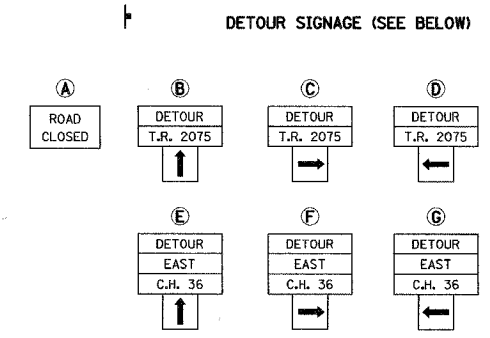 DETOUR SIGNAGE (SEE BELOW)
A B C D
ROAD CLOSED
DETOUR
T.R. 2075
DETOUR
T.R. 2075
DETOUR
T.R. 2075
E F G
DETOUR
EAST
C.H. 36
DETOUR
EAST
C.H. 36
DETOUR
EAST
C.H. 36